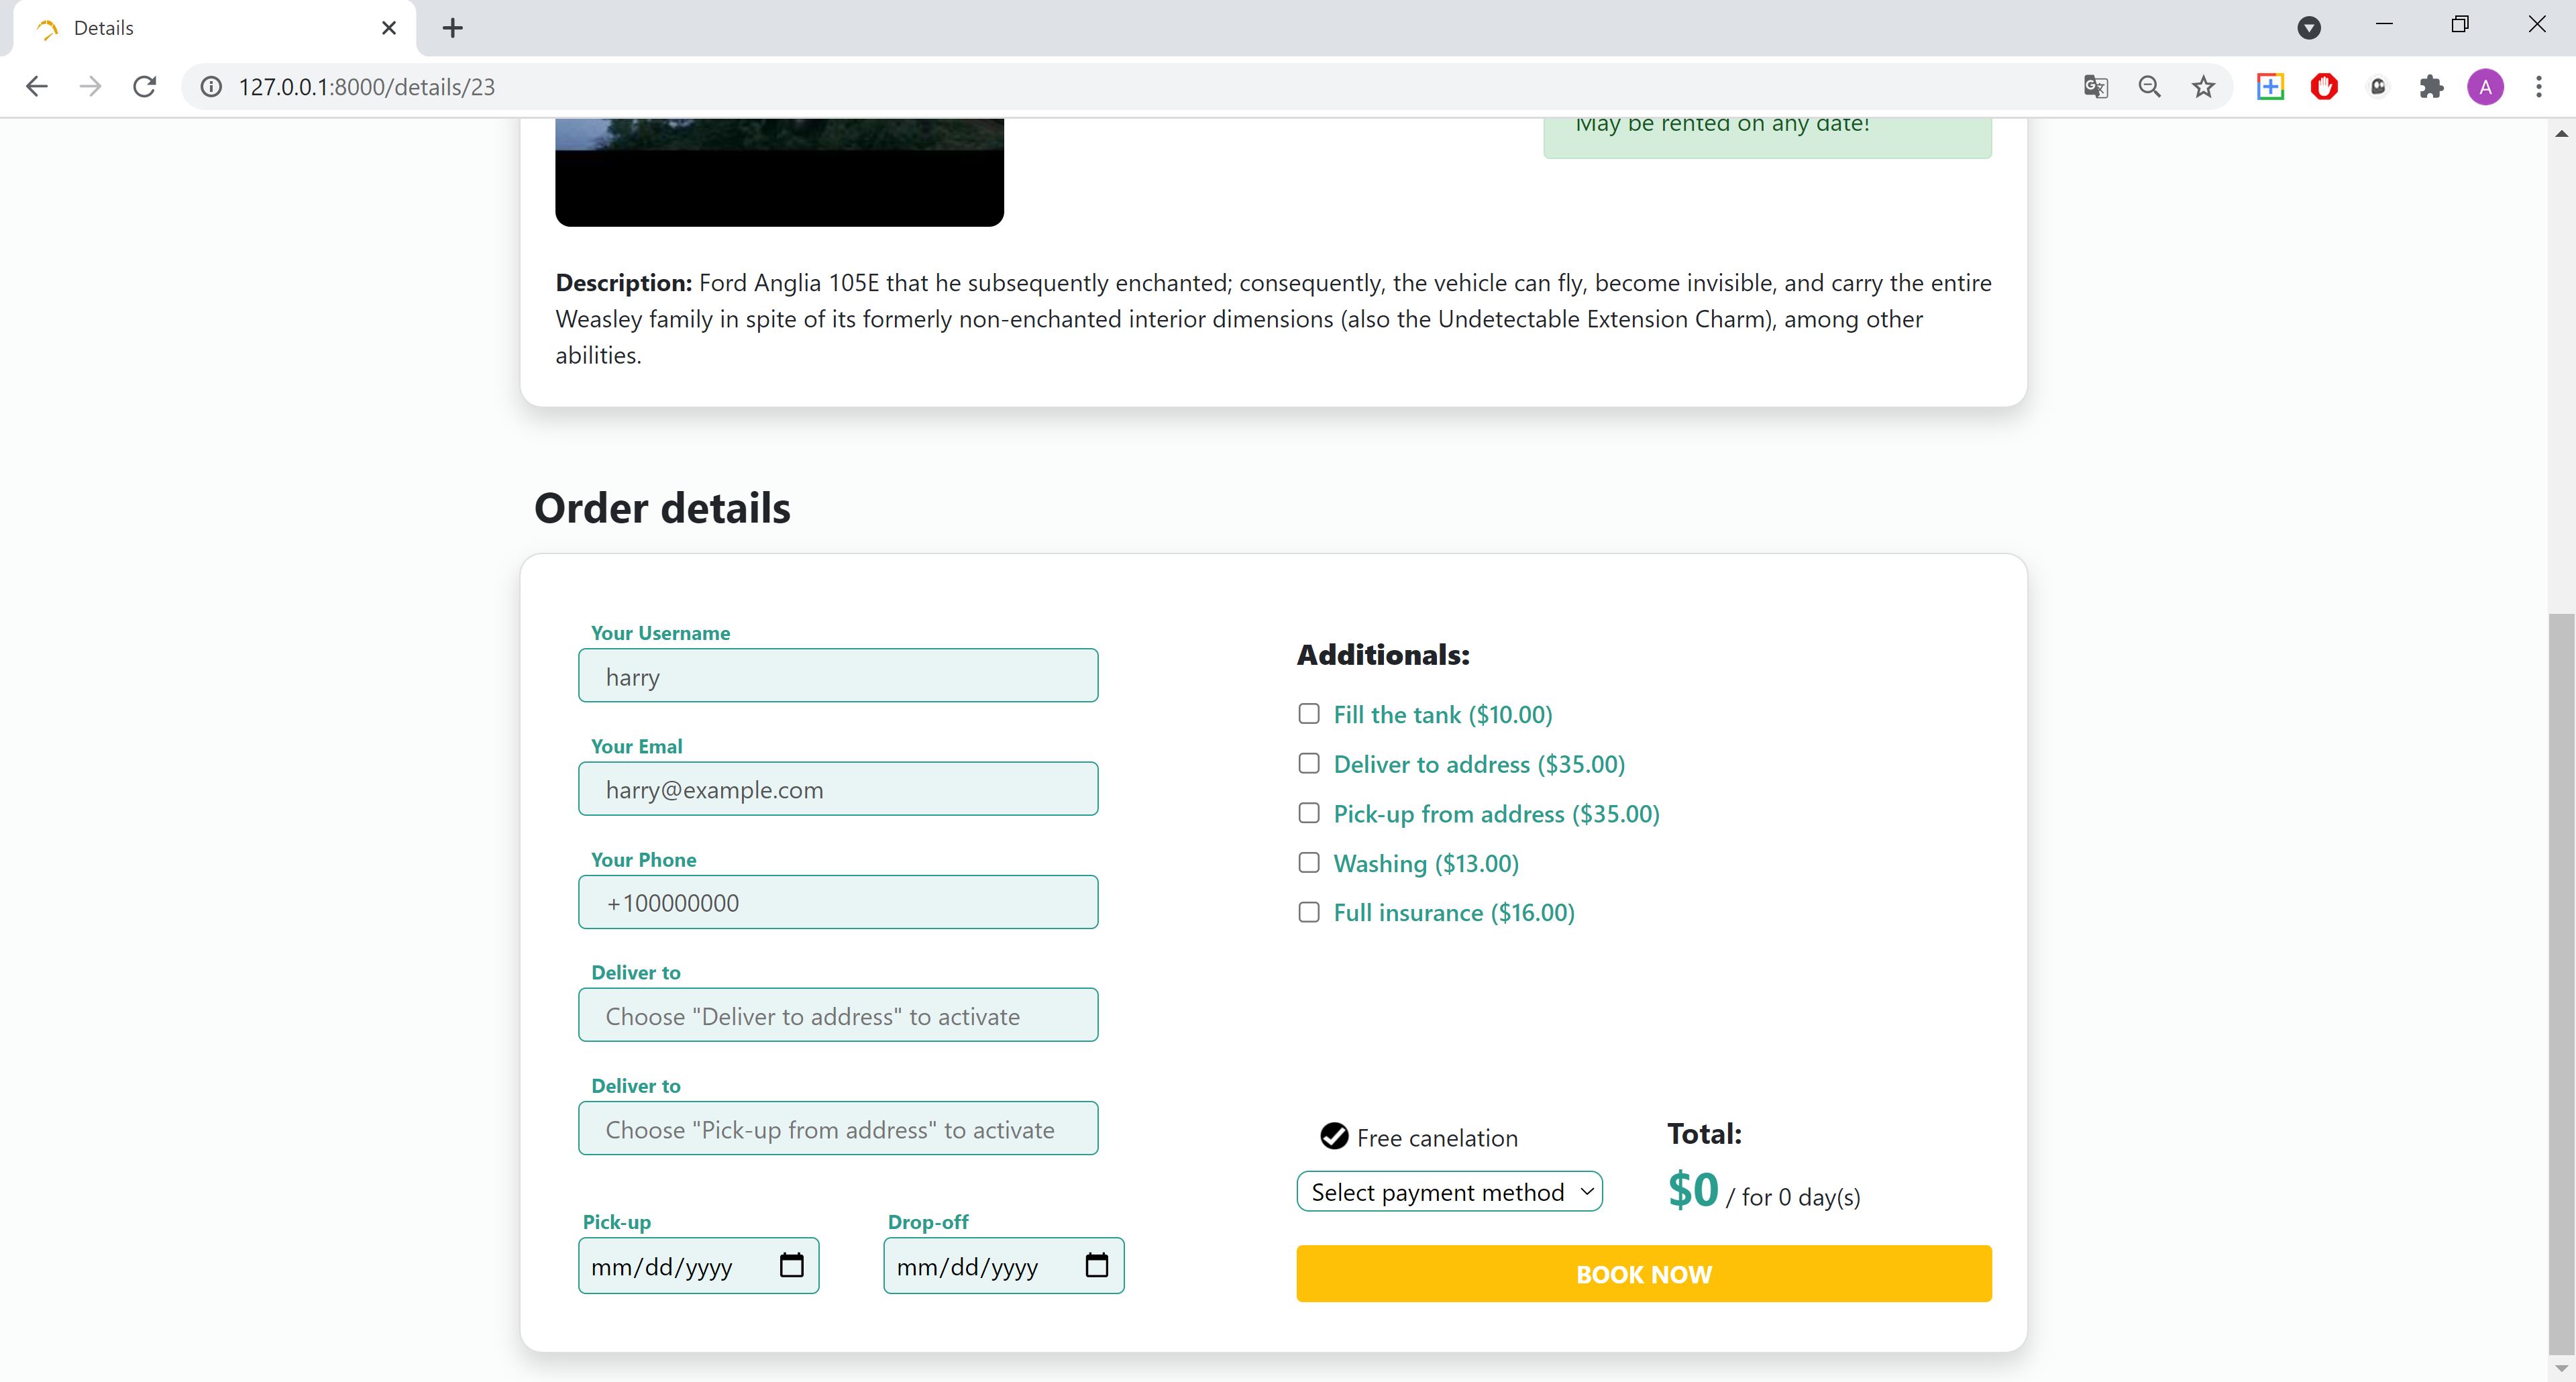 Details
127.0.0.1:8000/details/23
A
May be rented on any date!
Description: Ford Anglia 105E that he subsequently enchanted; consequently, the vehicle can fly, become invisible, and carry the entire
Weasley family in spite of its formerly non-enchanted interior dimensions (also the Undetectable Extension Charm), among other
abilities.
Order details
Your Username
harry
Your Emal
harry@example.com
Your Phone
+100000000
Deliver to
Choose "Deliver to address" to activate
Deliver to
Choose "Pick-up from address" to activate
Pick-up
Drop-off
mm/dd/yyyy
mm/dd/yyyy
Additionals:
Fill the tank ($10.00)
Deliver to address ($35.00)
Pick-up from address ($35.00)
Washing ($13.00)
Full insurance ($16.00)
Free canelation
Select payment method
Total:
$0 / for 0 day(s)
BOOK NOW